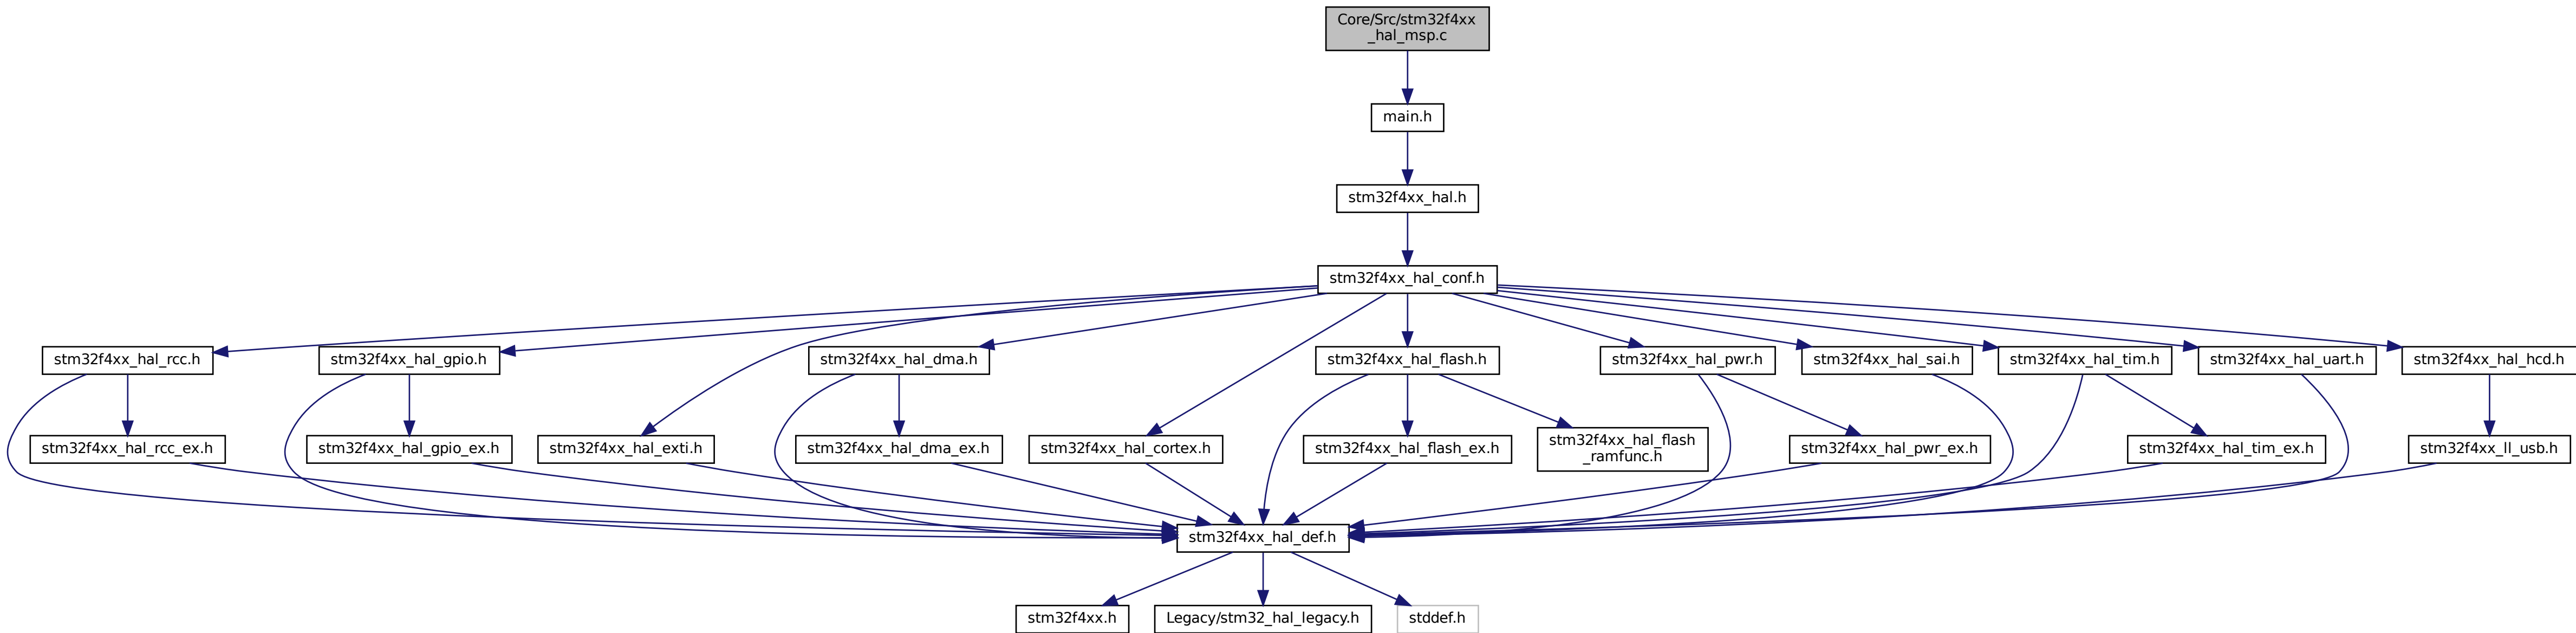 Core/Src/stm32f4xx
_hal_msp.c
main.h
stm32f4xx_hal.h
stm32f4xx_hal_conf.h
stm32f4xx_hal_rcc.h
stm32f4xx_hal_gpio.h
stm32f4xx_hal_dma.h
stm32f4xx_hal_flash.h
stm32f4xx_hal_pwr.h
stm32f4xx_hal_sai.h
stm32f4xx_hal_tim.h
stm32f4xx_hal_uart.h
stm32f4xx_hal_hcd.h
stm32f4xx_hal_rcc_ex.h
stm32f4xx_hal_gpio_ex.h
stm32f4xx_hal_exti.h
stm32f4xx_hal_dma_ex.h
stm32f4xx_hal_cortex.h
stm32f4xx_hal_flash_ex.h
stm32f4xx_hal_flash
_ramfunc.h
stm32f4xx_hal_pwr_ex.h
stm32f4xx_hal_tim_ex.h
stm32f4xx_ll_usb.h
stm32f4xx_hal_def.h
stm32f4xx.h
Legacy/stm32_hal_legacy.h
stddef.h